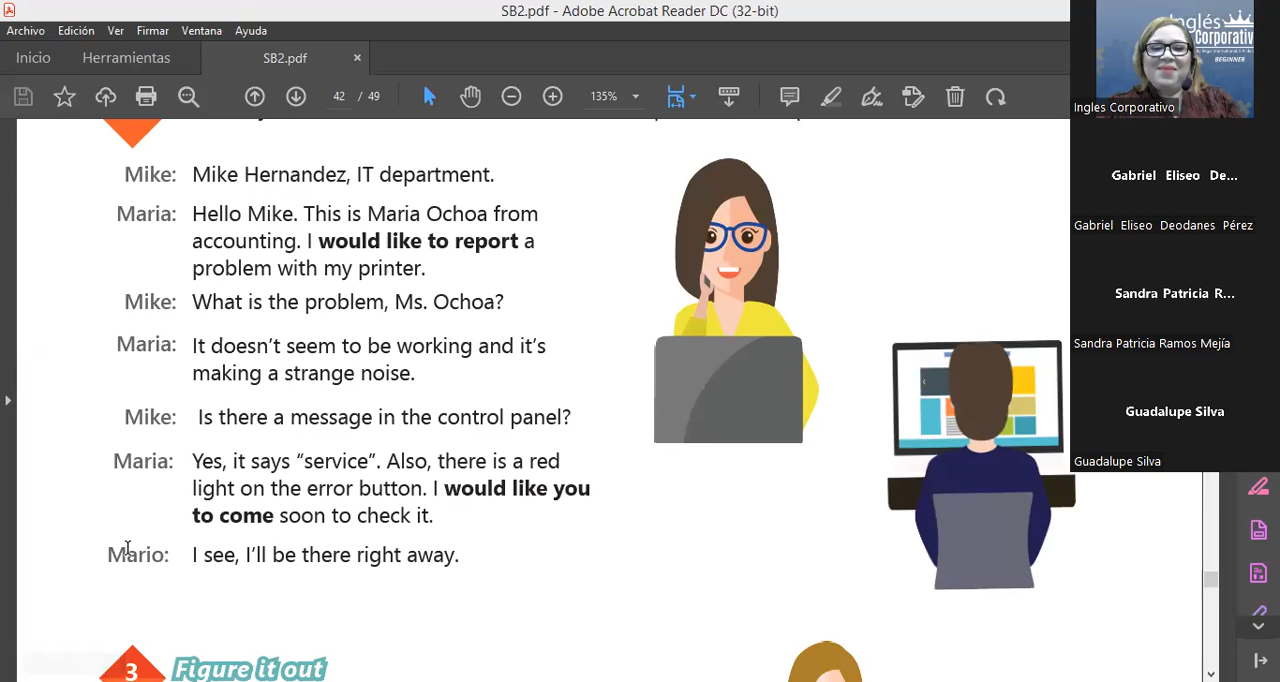 SB2.pdf - Adobe Acrobat Reader DC (32-bit)
Archivo Edición Ver Firmar Ventana Ayuda
Inicio Herramientas SB2.pdf ×
42 / 49 135%
Mike: Mike Hernandez, IT department.
Maria: Hello Mike. This is Maria Ochoa from
accounting. I would like to report a
problem with my printer.
Mike: What is the problem, Ms. Ochoa?
Maria: It doesn't seem to be working and it's
making a strange noise.
Mike: Is there a message in the control panel?
Maria: Yes, it says “service”. Also, there is a red
light on the error button. I would like you
to come soon to check it.
Mario: I see, I'll be there right away.
3 Figure it out
Inglés
Corporativo
BEGINNER
Ingles Corporativo
Gabriel Eliseo De...
Gabriel Eliseo Deodanes Pérez
Sandra Patricia R...
Sandra Patricia Ramos Mejía
Guadalupe Silva
Guadalupe Silva